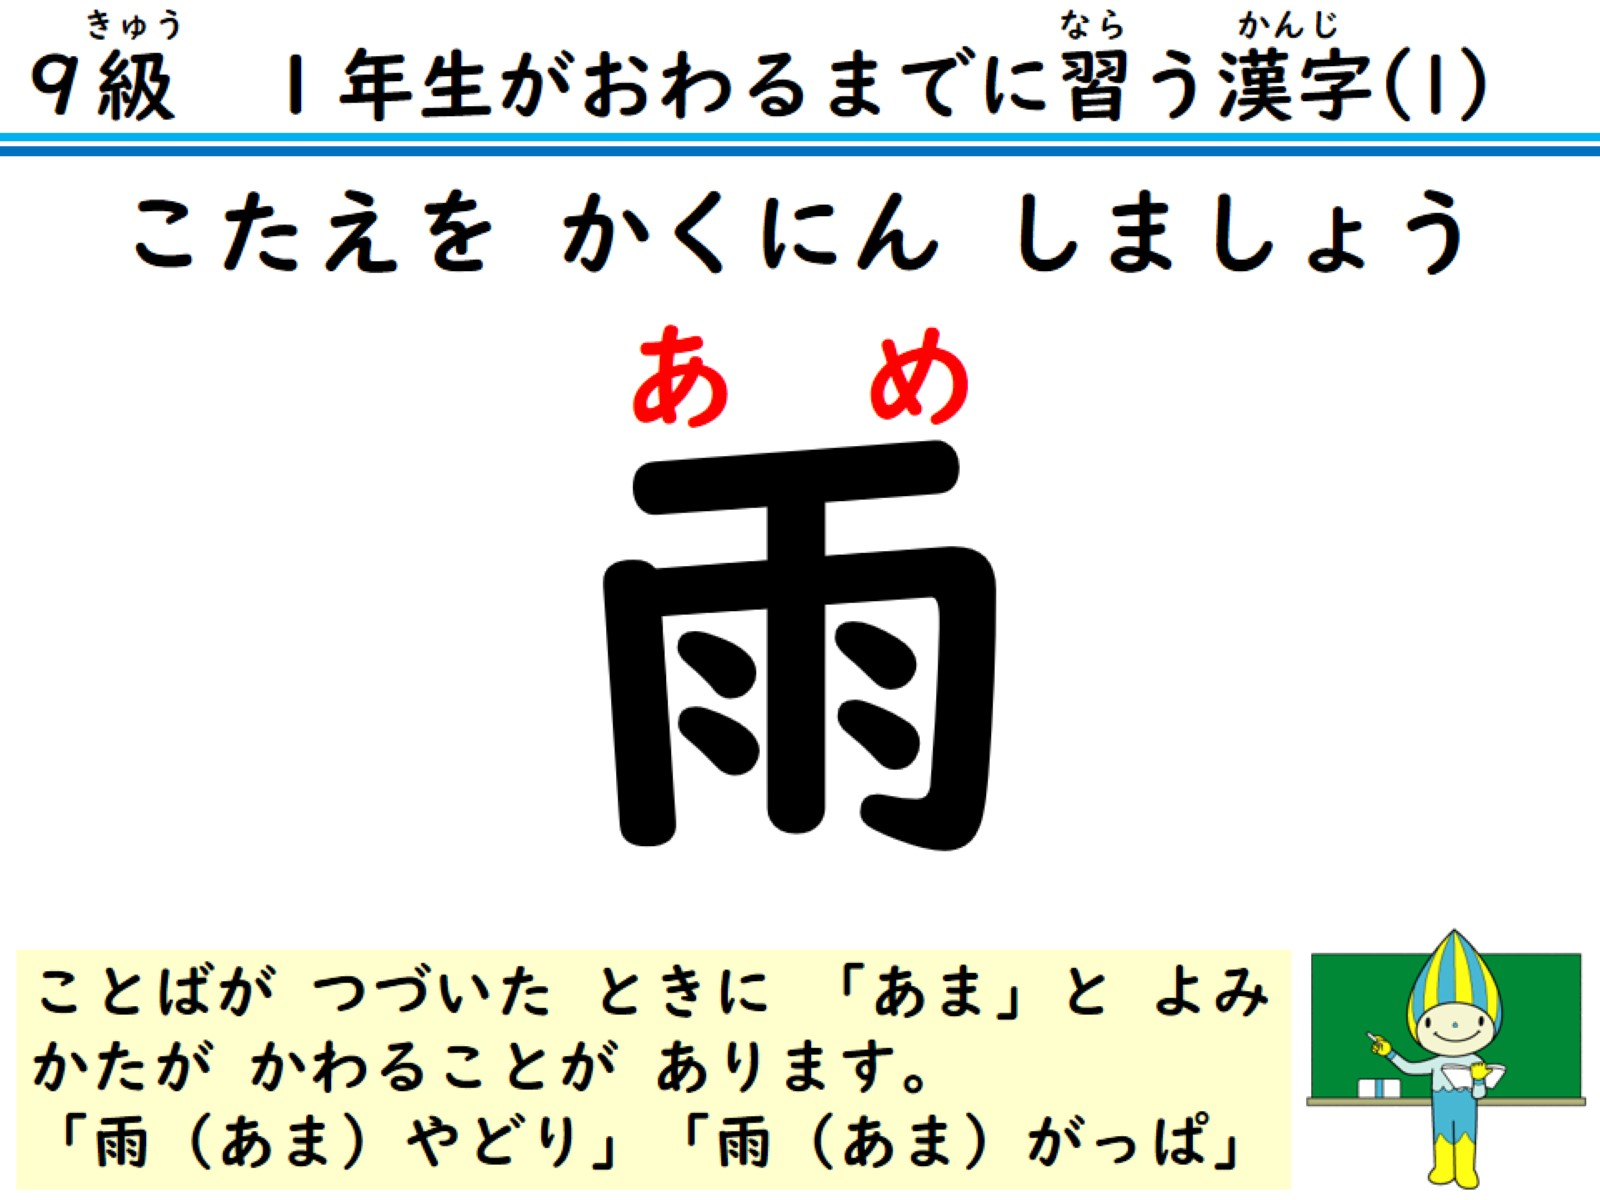 きゅう なら かんじ
9級 1年生がおわるまでに習う漢字(1)
こたえを かくにん しましょう
あ め
雨
ことばが つづいた ときに 「あま」と よみ
かたが かわることが あります。
「雨(あま)やどり」「雨(あま)がっぱ」